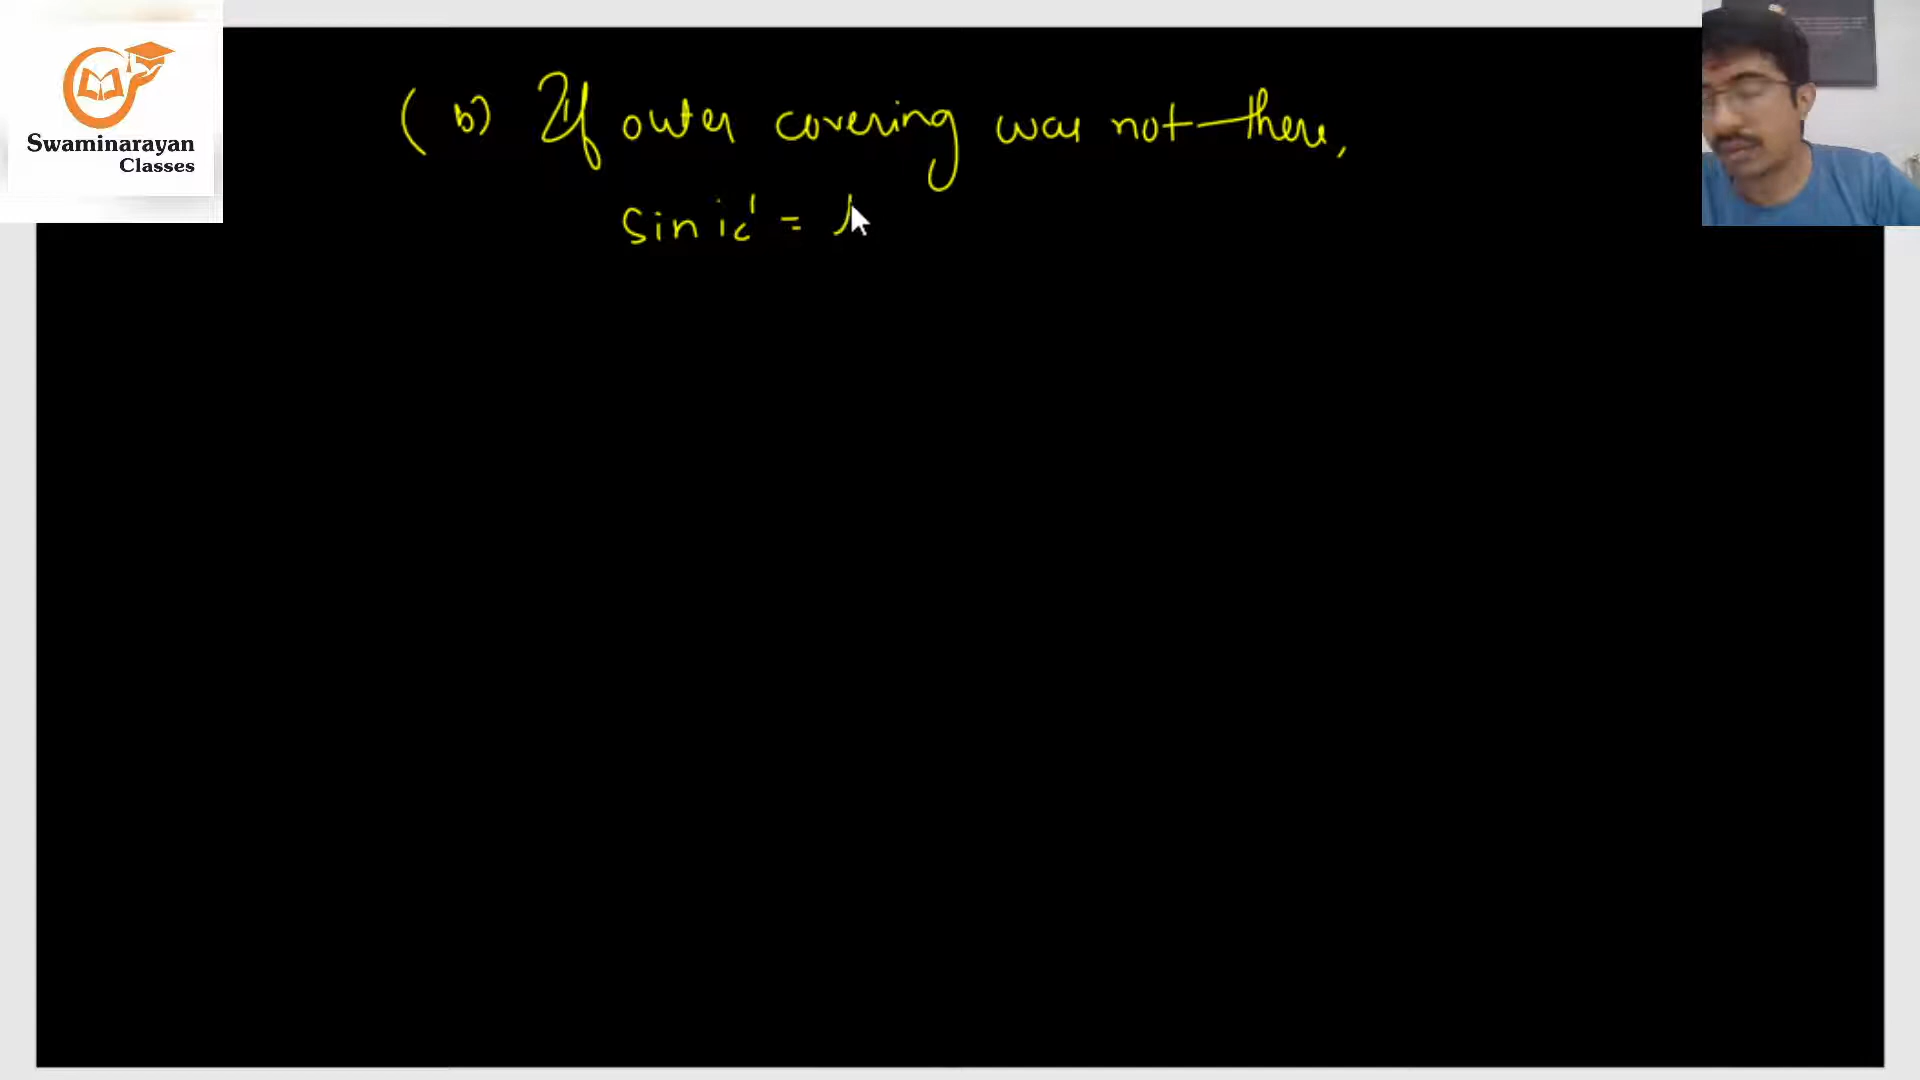 Swaminarayan
Classes
(b) If outer covering was not there,
sin ic' =